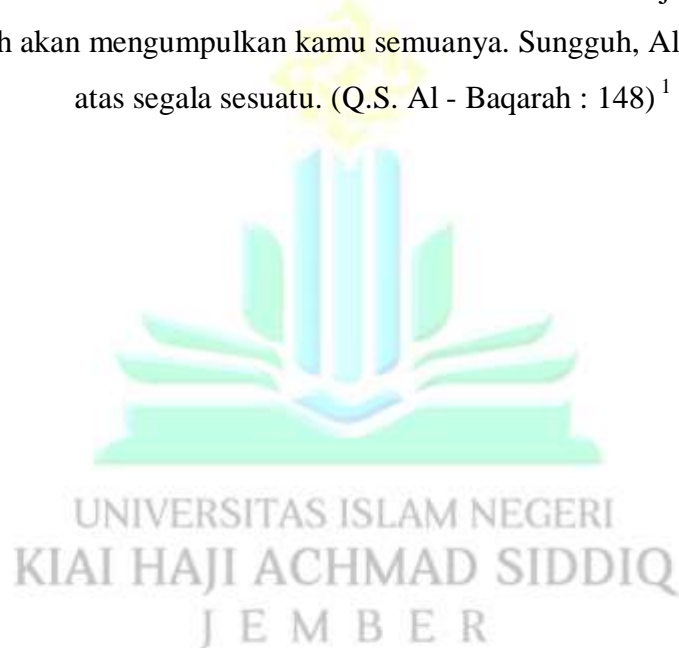 h akan mengumpulkan kamu semuanya. Sungguh, Al
atas segala sesuatu. (Q.S. Al - Baqarah : 148) 1
UNIVERSITAS ISLAM NEGERI
KIAI HAJI ACHMAD SIDDIQ
JEMBER